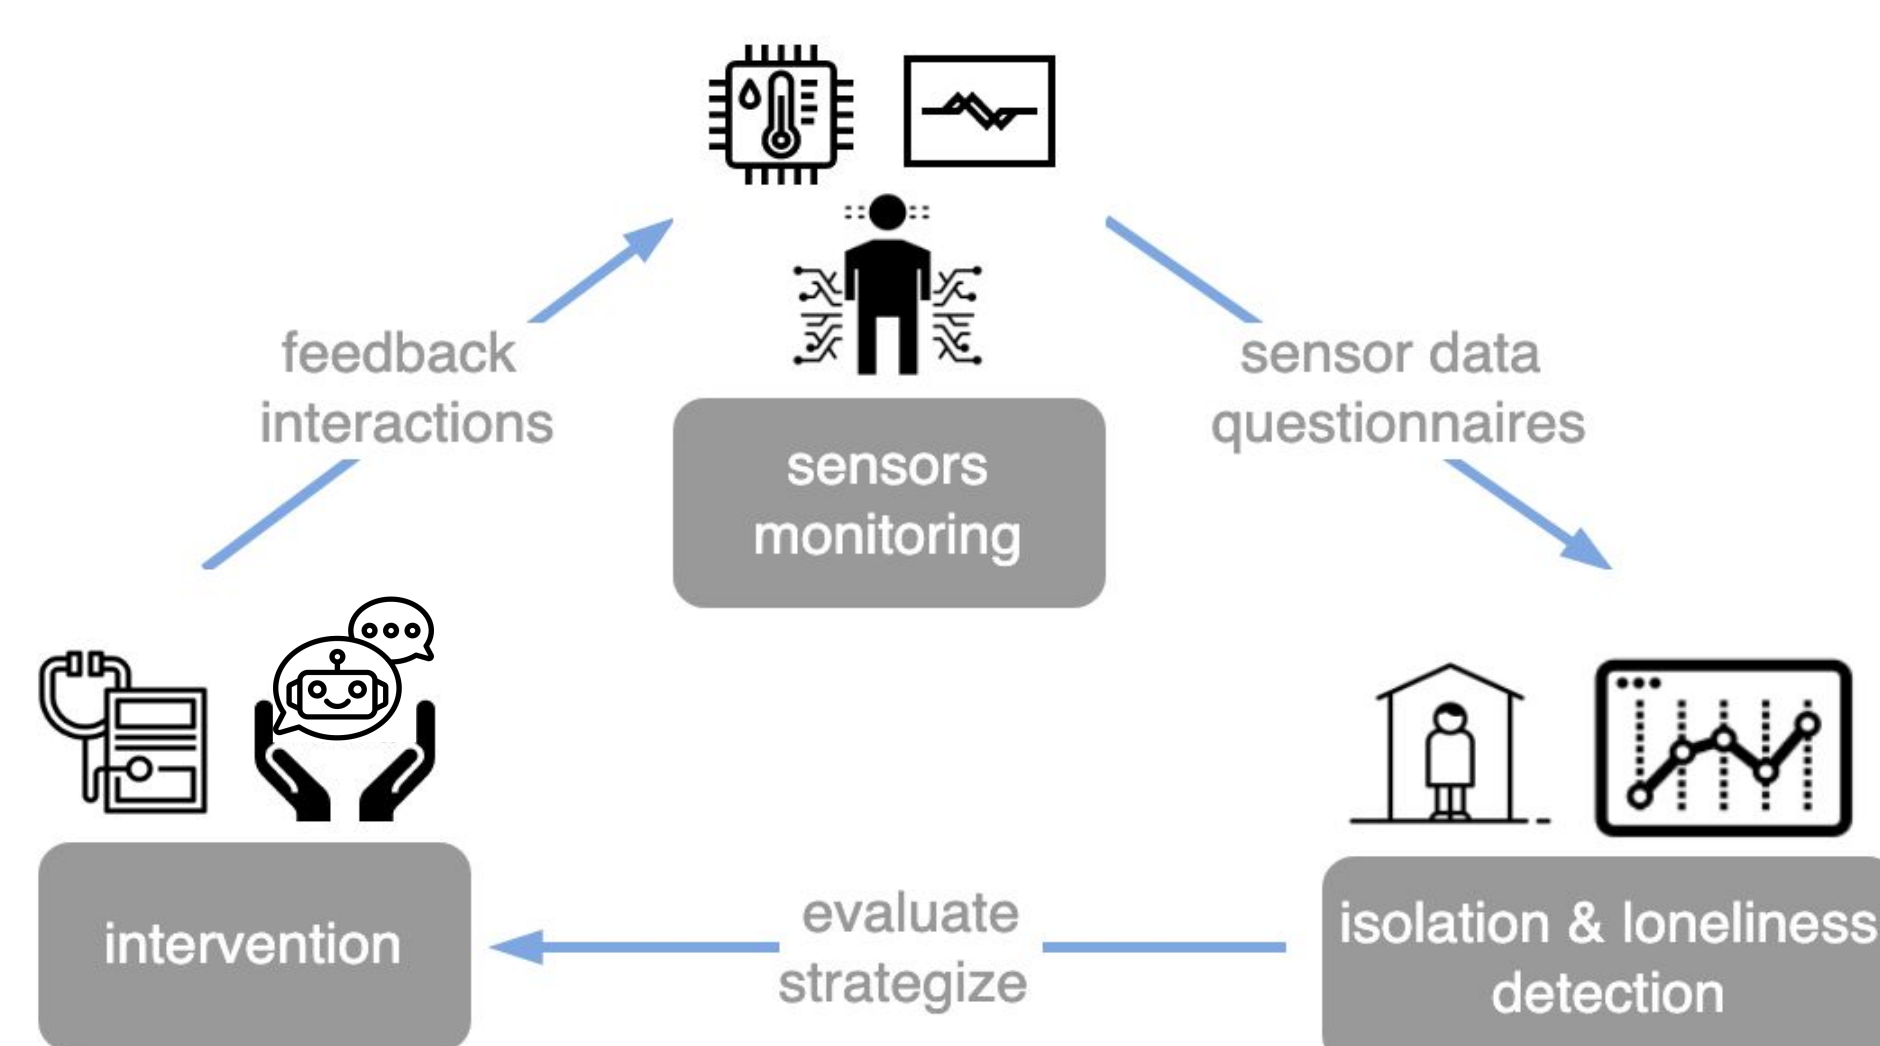 feedback
interactions
sensor data
questionnaires
sensors
monitoring
evaluate
strategize
intervention
isolation & loneliness
detection